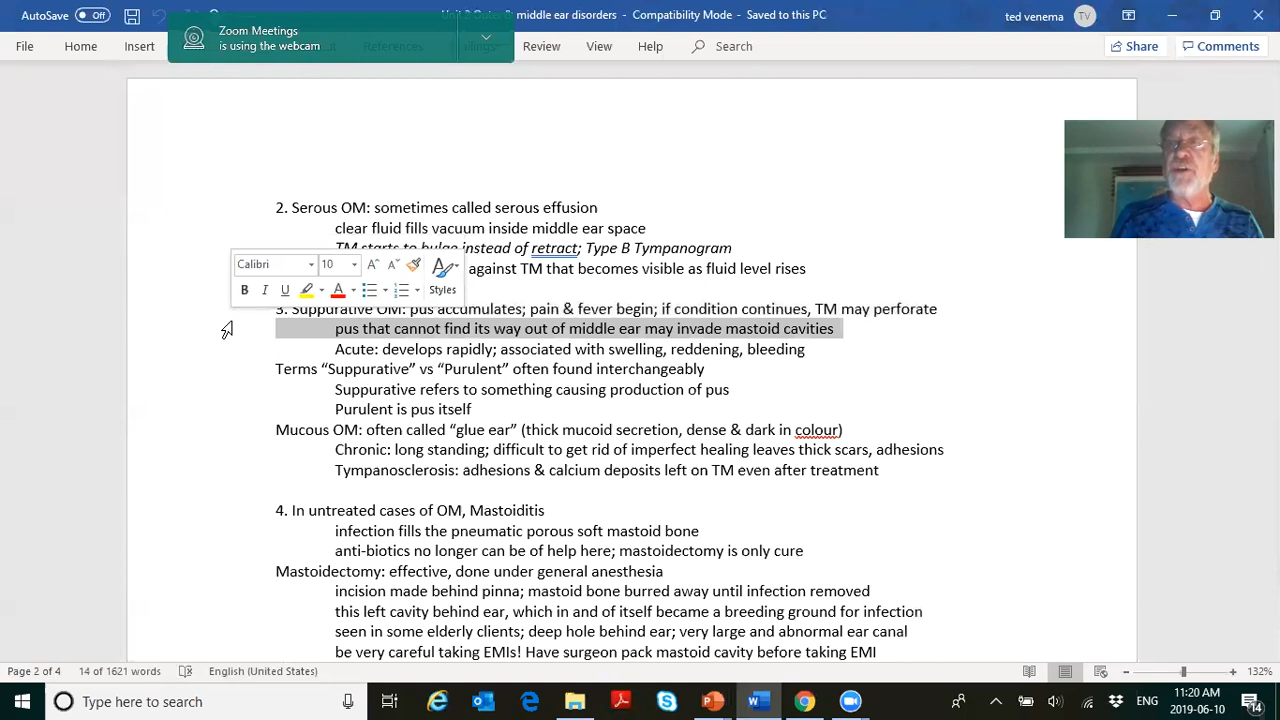 AutoSave Off
Unit 2 Outer & middle ear disorders - Compatibility Mode - Saved to this PC
ted venema TV
Zoom Meetings
is using the webcam
File Home Insert References Mailings Review View Help Search Share Comments
2. Serous OM: sometimes called serous effusion
clear fluid fills vacuum inside middle ear space
TM starts to bulge instead of retract; Type B Tympanogram
against TM that becomes visible as fluid level rises
Calibri 10
B I U A Styles
3. Suppurative OM: pus accumulates; pain & fever begin; if condition continues, TM may perforate
pus that cannot find its way out of middle ear may invade mastoid cavities
Acute: develops rapidly; associated with swelling, reddening, bleeding
Terms “Suppurative” vs “Purulent” often found interchangeably
Suppurative refers to something causing production of pus
Purulent is pus itself
Mucous OM: often called “glue ear” (thick mucoid secretion, dense & dark in colour)
Chronic: long standing; difficult to get rid of imperfect healing leaves thick scars, adhesions
Tympanosclerosis: adhesions & calcium deposits left on TM even after treatment
4. In untreated cases of OM, Mastoiditis
infection fills the pneumatic porous soft mastoid bone
anti-biotics no longer can be of help here; mastoidectomy is only cure
Mastoidectomy: effective, done under general anesthesia
incision made behind pinna; mastoid bone burred away until infection removed
this left cavity behind ear, which in and of itself became a breeding ground for infection
seen in some elderly clients; deep hole behind ear; very large and abnormal ear canal
be very careful taking EMIs! Have surgeon pack mastoid cavity before taking EMI
Page 2 of 4 14 of 1621 words English (United States) 132%
Type here to search
ENG
11:20 AM
2019-06-10
14